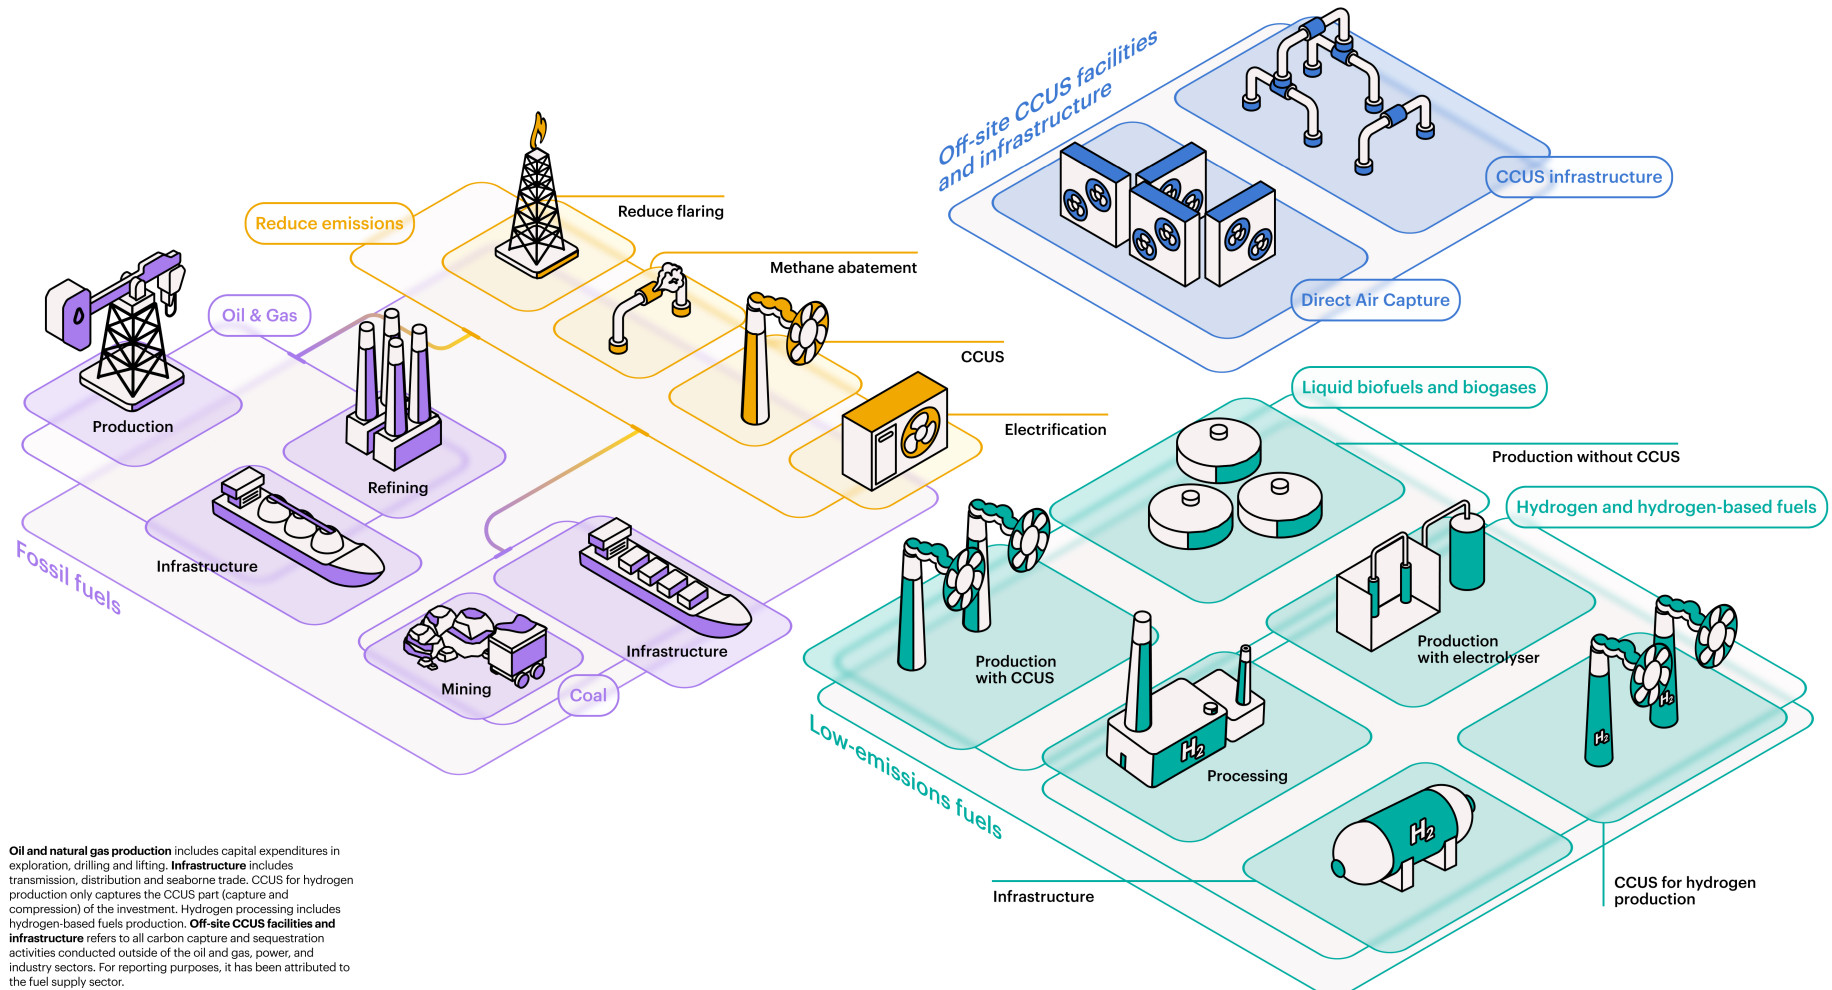 Off-site CCUS facilities
and infrastructure
CCUS infrastructure
Direct Air Capture
Reduce emissions
Reduce flaring
Methane abatement
CCUS
Electrification
Oil & Gas
Production
Refining
Infrastructure
Fossil fuels
Infrastructure
Mining
Coal
Liquid biofuels and biogases
Production without CCUS
Hydrogen and hydrogen-based fuels
Production
with CCUS
Production
with electrolyser
H2
H2
H2
Processing
Low-emissions fuels
H2
Infrastructure
CCUS for hydrogen
production
Oil and natural gas production includes capital expenditures in
exploration, drilling and lifting. Infrastructure includes
transmission, distribution and seaborne trade. CCUS for hydrogen
production only captures the CCUS part (capture and
compression) of the investment. Hydrogen processing includes
hydrogen-based fuels production. Off-site CCUS facilities and
infrastructure refers to all carbon capture and sequestration
activities conducted outside of the oil and gas, power, and
industry sectors. For reporting purposes, it has been attributed to
the fuel supply sector.